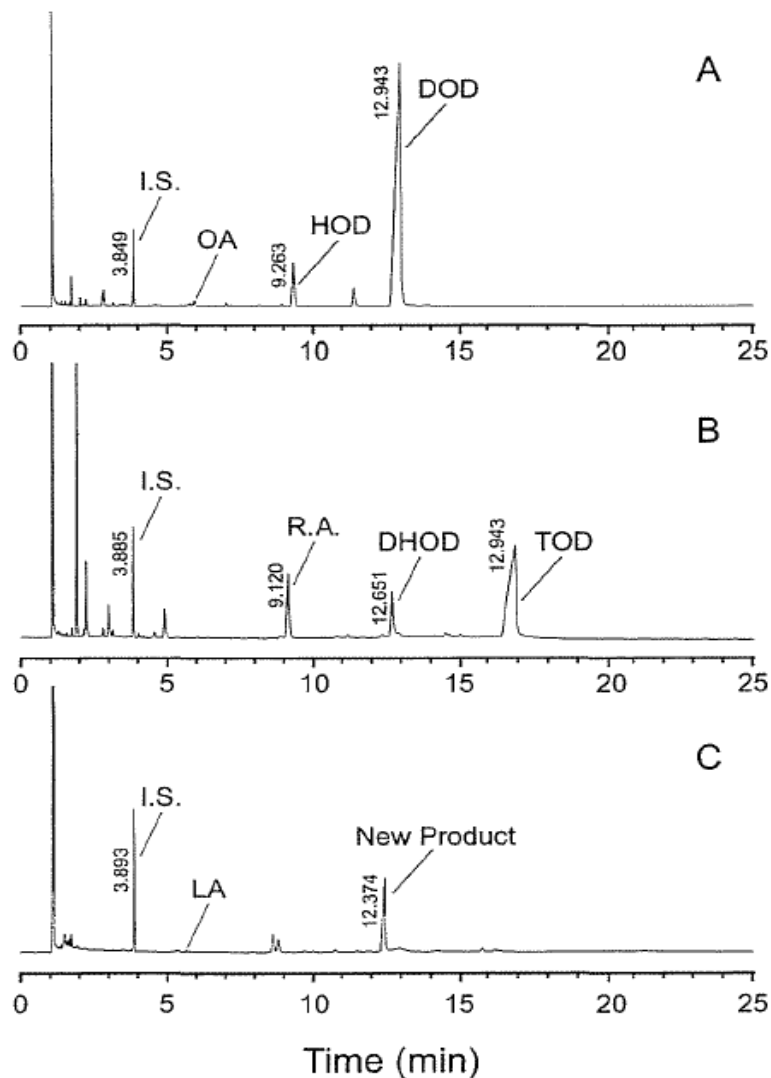 A
12.943
DOD
I.S.
3.849
OA
9.263
HOD
0 5 10 15 20 25
B
I.S.
3.885
R.A.
9.120
DHOD
12.651
12.943
TOD
0 5 10 15 20 25
C
I.S.
3.893
LA
New Product
12.374
0 5 10 15 20 25
Time (min)